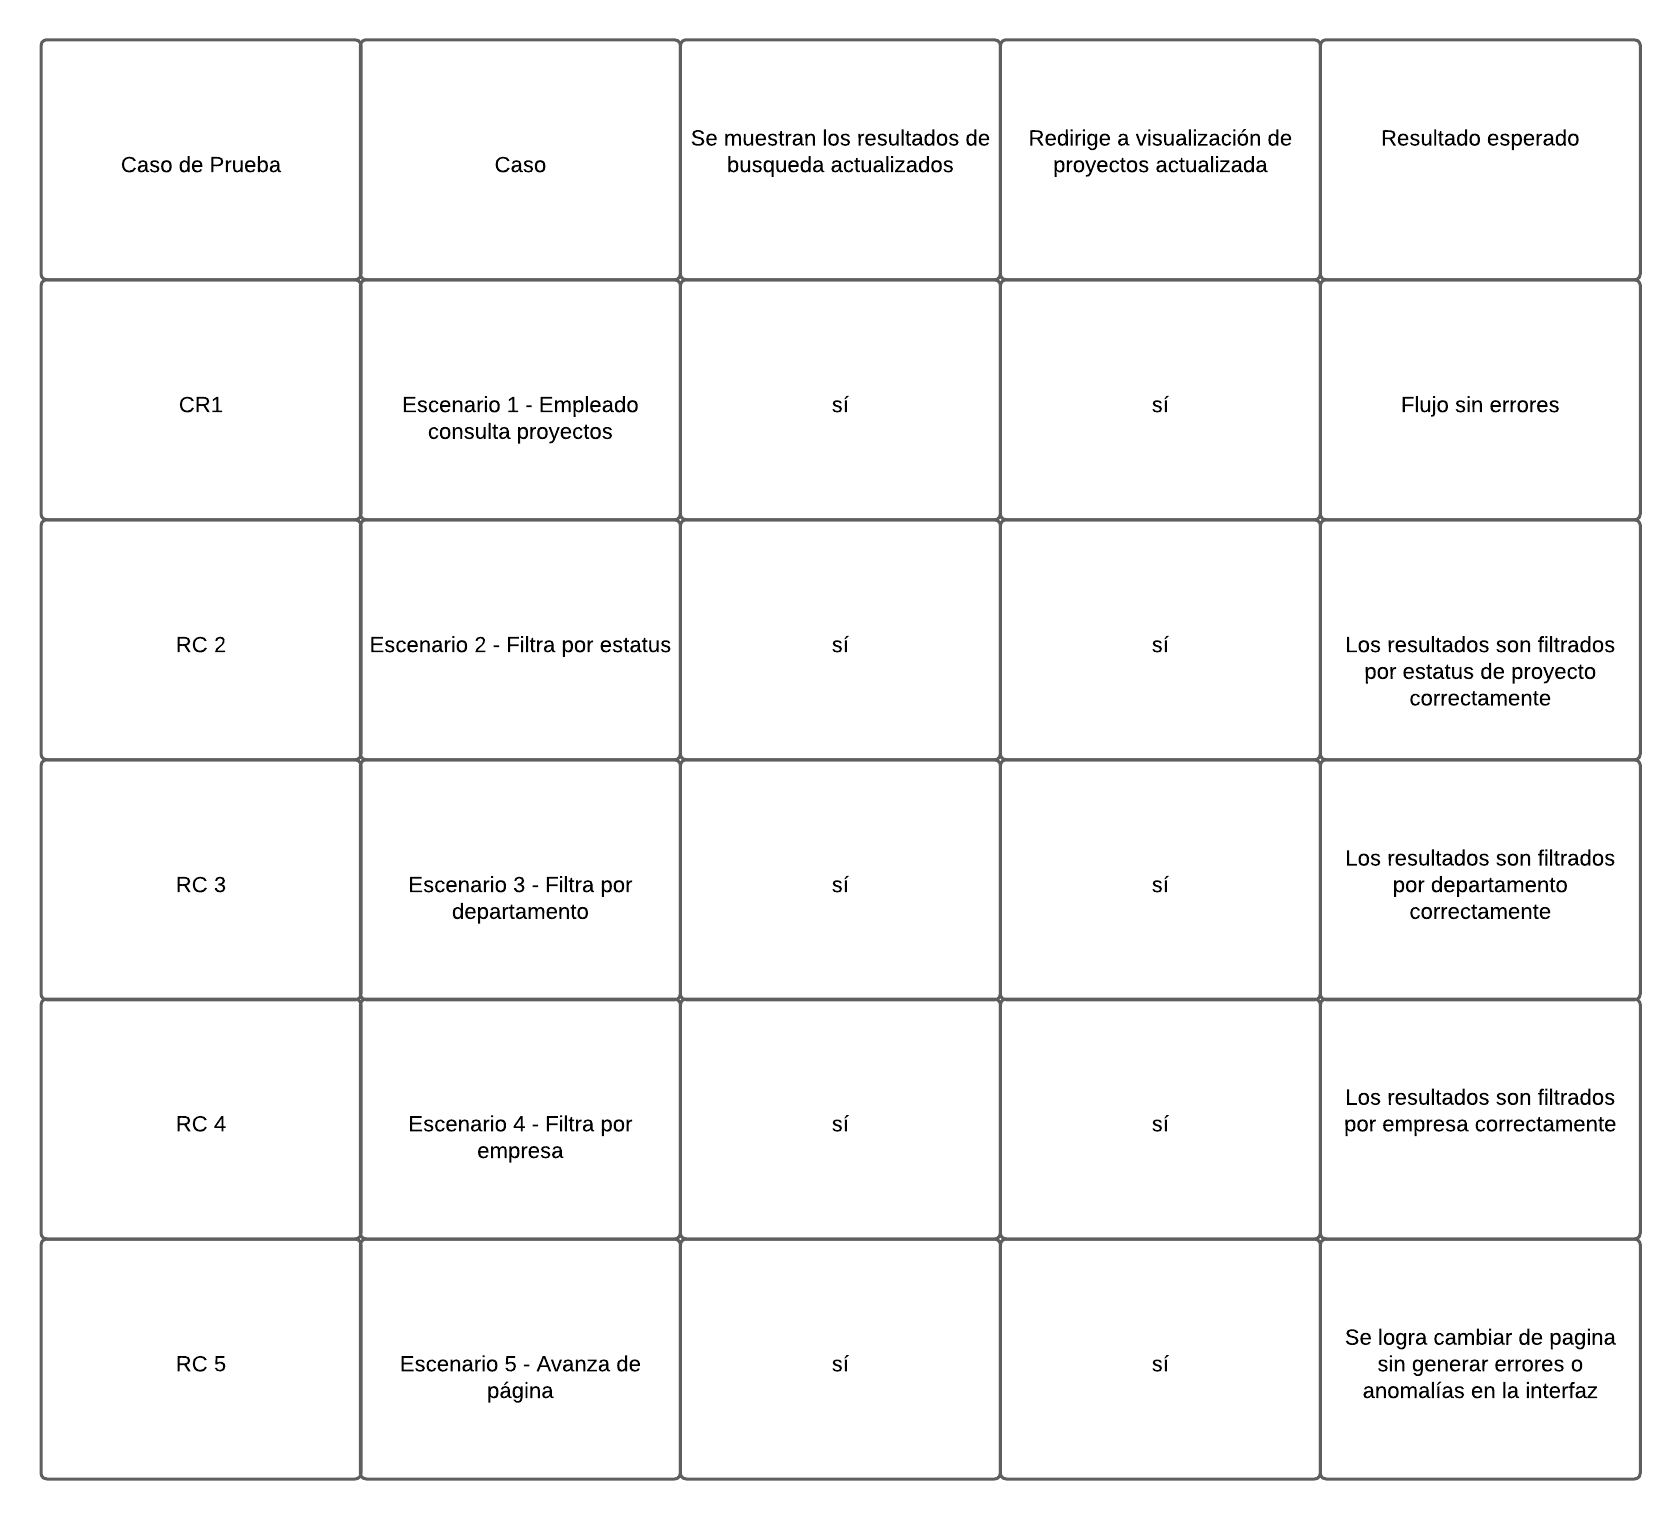 Caso de Prueba
Caso
Se muestran los resultados de
busqueda actualizados
Redirige a visualización de
proyectos actualizada
Resultado esperado
CR1
Escenario 1 - Empleado
consulta proyectos
sí
sí
Flujo sin errores
RC 2
Escenario 2 - Filtra por estatus
sí
sí
Los resultados son filtrados
por estatus de proyecto
correctamente
RC 3
Escenario 3 - Filtra por
departamento
sí
sí
Los resultados son filtrados
por departamento
correctamente
RC 4
Escenario 4 - Filtra por
empresa
sí
sí
Los resultados son filtrados
por empresa correctamente
RC 5
Escenario 5 - Avanza de
página
sí
sí
Se logra cambiar de pagina
sin generar errores o
anomalías en la interfaz